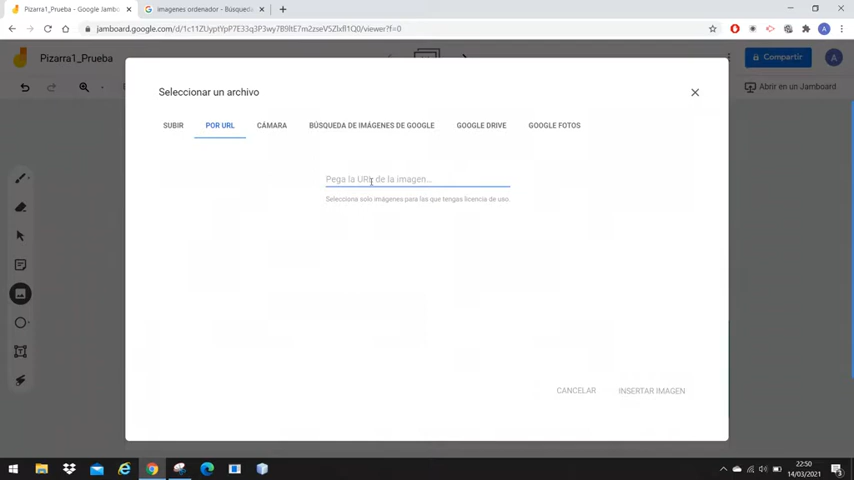 Pizarra1_Prueba - Google Jambo
imagenes ordenador - Búsqueda
jamboard.google.com/d/1c11ZUyptYpP7E33q3P3wy7B9ltE7m2zseV5Zlxfl1Q0/viewer?f=0
Pizarra1_Prueba
Compartir
A
Abrir en un Jamboard
Seleccionar un archivo
SUBIR
POR URL
CÁMARA
BÚSQUEDA DE IMÁGENES DE GOOGLE
GOOGLE DRIVE
GOOGLE FOTOS
Pega la URL de la imagen...
Selecciona solo imágenes para las que tengas licencia de uso.
CANCELAR
INSERTAR IMAGEN
22:50
14/03/2021